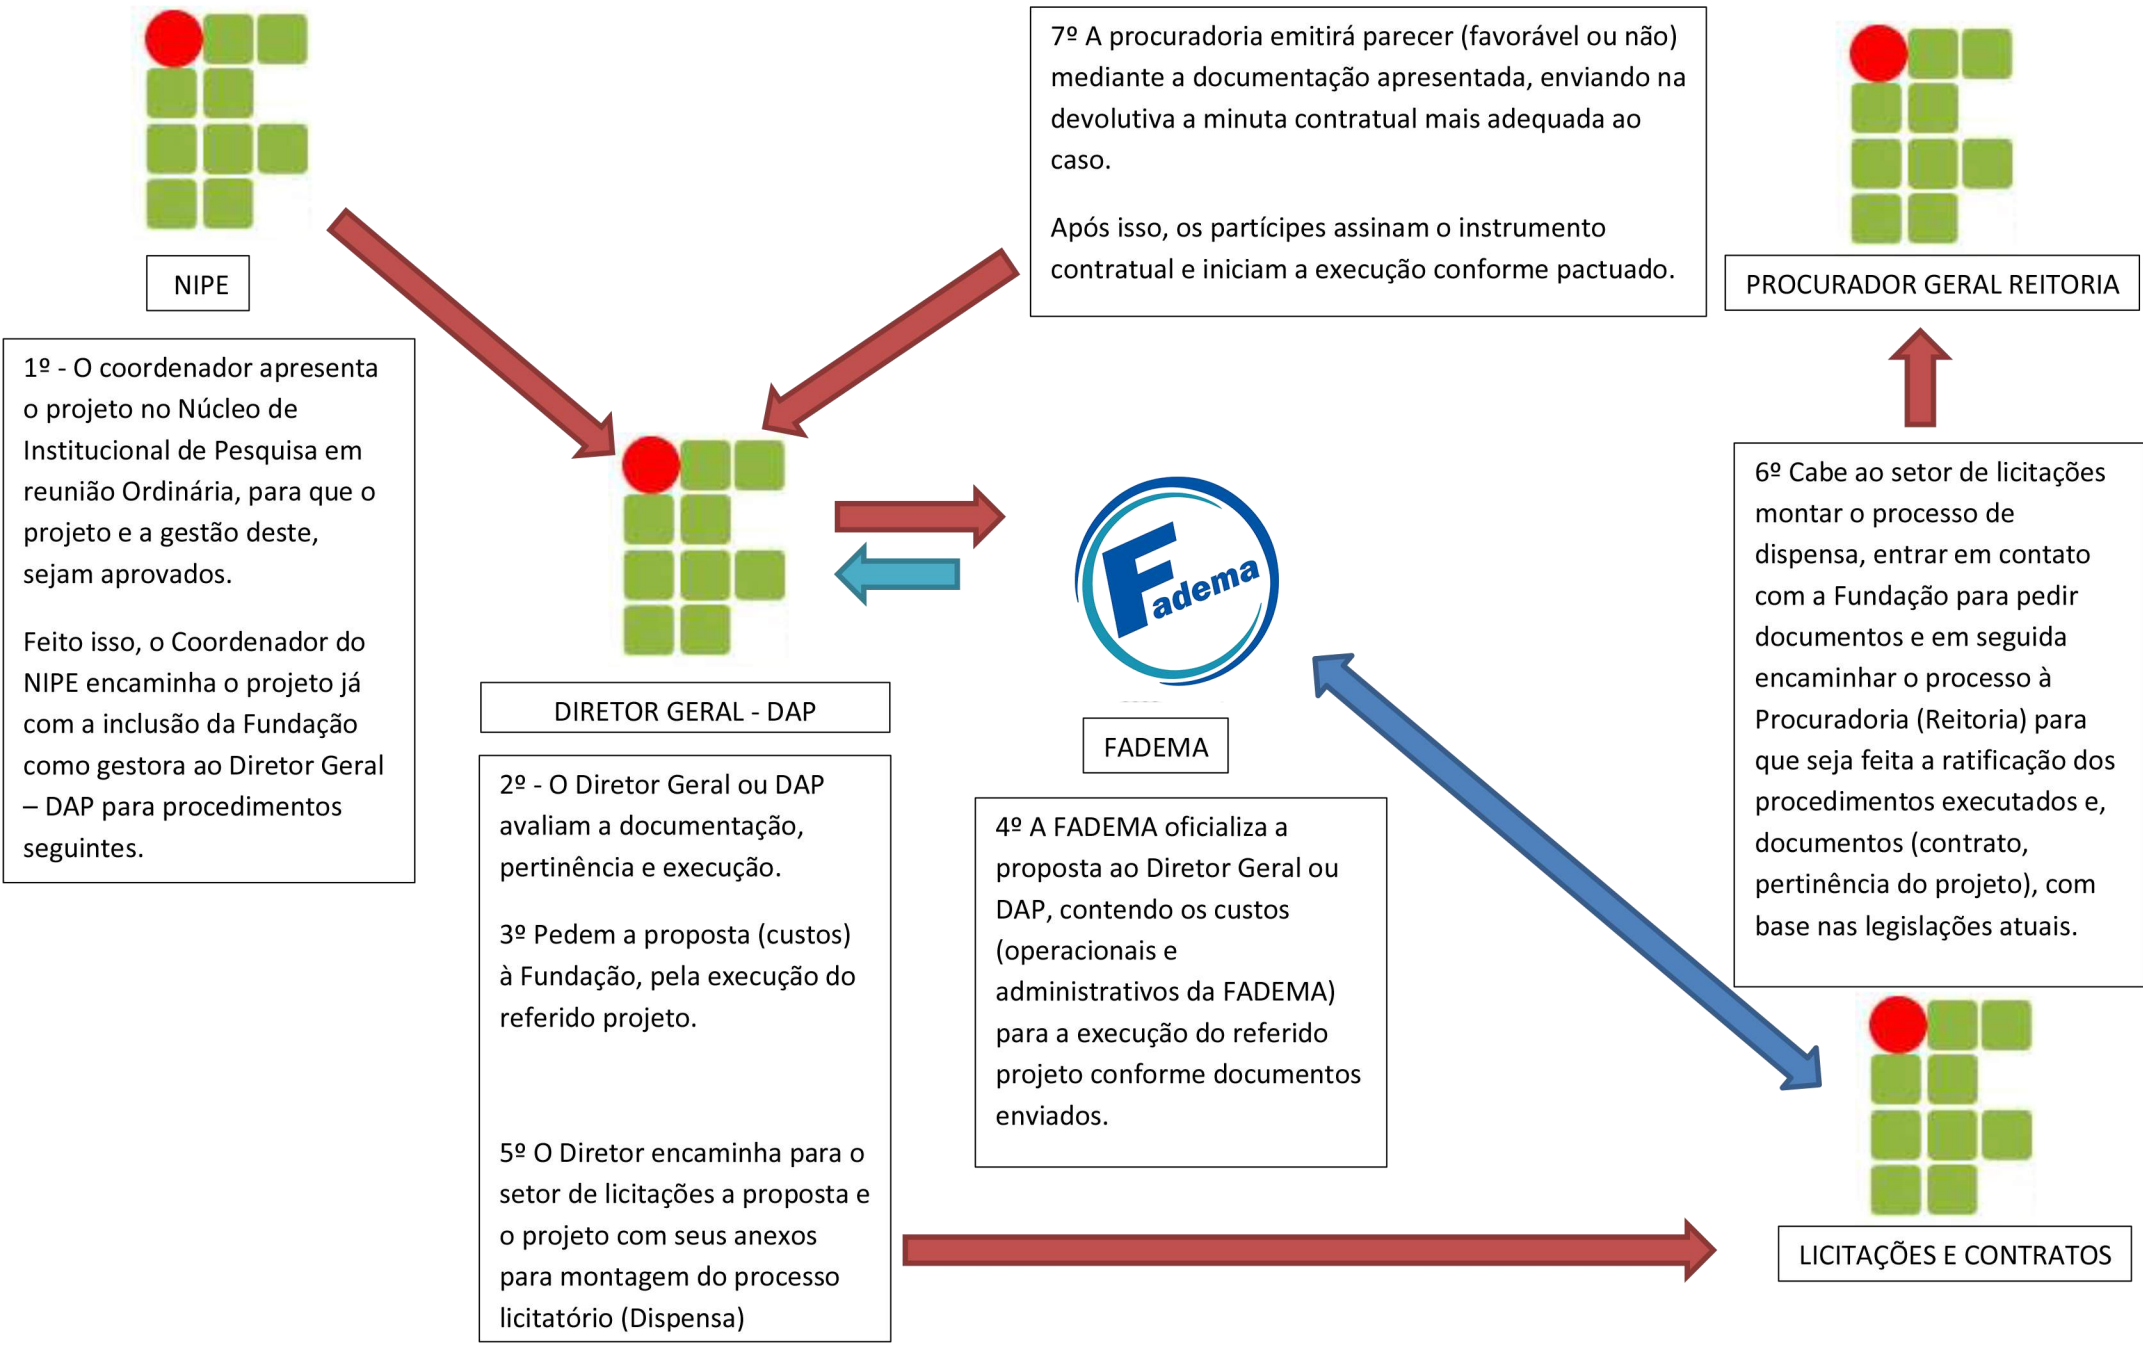 NIPE
1º - O coordenador apresenta
o projeto no Núcleo de
Institucional de Pesquisa em
reunião Ordinária, para que o
projeto e a gestão deste,
sejam aprovados.
Feito isso, o Coordenador do
NIPE encaminha o projeto já
com a inclusão da Fundação
como gestora ao Diretor Geral
– DAP para procedimentos
seguintes.
DIRETOR GERAL - DAP
2º - O Diretor Geral ou DAP
avaliam a documentação,
pertinência e execução.
3º Pedem a proposta (custos)
à Fundação, pela execução do
referido projeto.
5º O Diretor encaminha para o
setor de licitações a proposta e
o projeto com seus anexos
para montagem do processo
licitatório (Dispensa)
Fadema
FADEMA
4º A FADEMA oficializa a
proposta ao Diretor Geral ou
DAP, contendo os custos
(operacionais e
administrativos da FADEMA)
para a execução do referido
projeto conforme documentos
enviados.
7º A procuradoria emitirá parecer (favorável ou não)
mediante a documentação apresentada, enviando na
devolutiva a minuta contratual mais adequada ao
caso.
Após isso, os partícipes assinam o instrumento
contratual e iniciam a execução conforme pactuado.
PROCURADOR GERAL REITORIA
6º Cabe ao setor de licitações
montar o processo de
dispensa, entrar em contato
com a Fundação para pedir
documentos e em seguida
encaminhar o processo à
Procuradoria (Reitoria) para
que seja feita a ratificação dos
procedimentos executados e,
documentos (contrato,
pertinência do projeto), com
base nas legislações atuais.
LICITAÇÕES E CONTRATOS